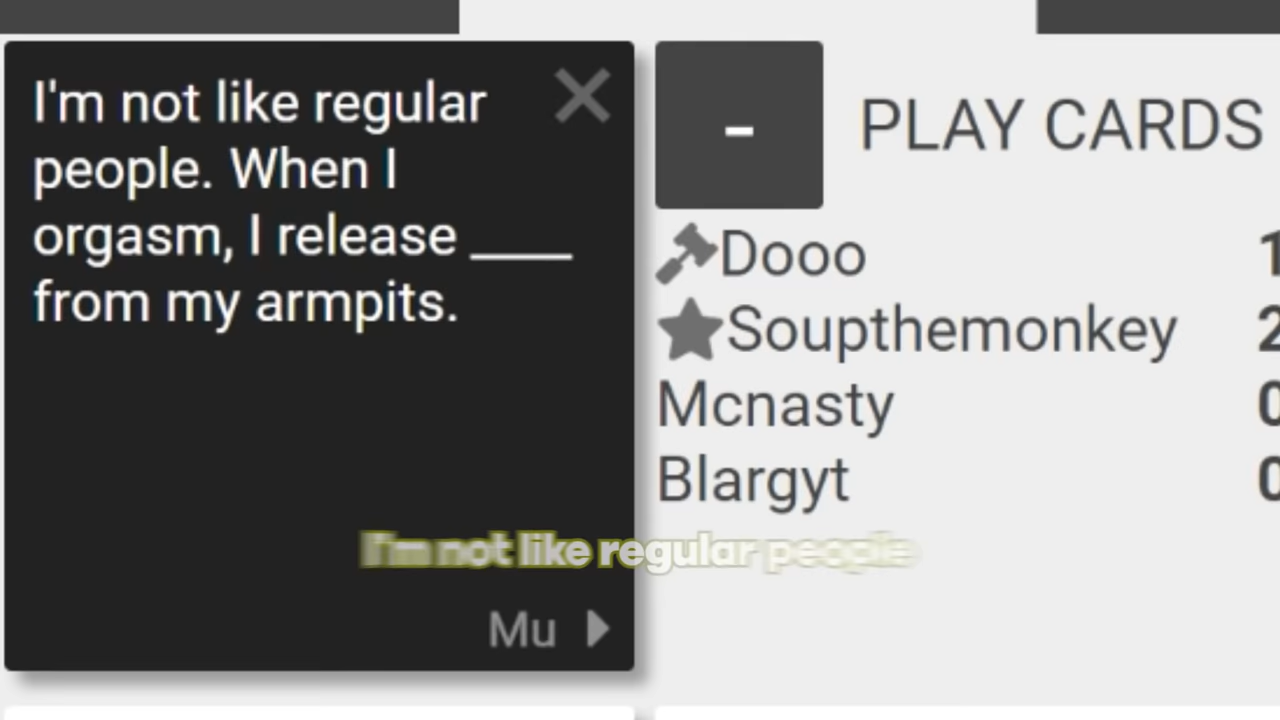 I'm not like regular
people. When I
orgasm, I release ____
from my armpits.
Mu
-
PLAY CARDS
Dooo 1
Soupthemonkey 2
Mcnasty 0
Blargyt 0
I'm not like regular people